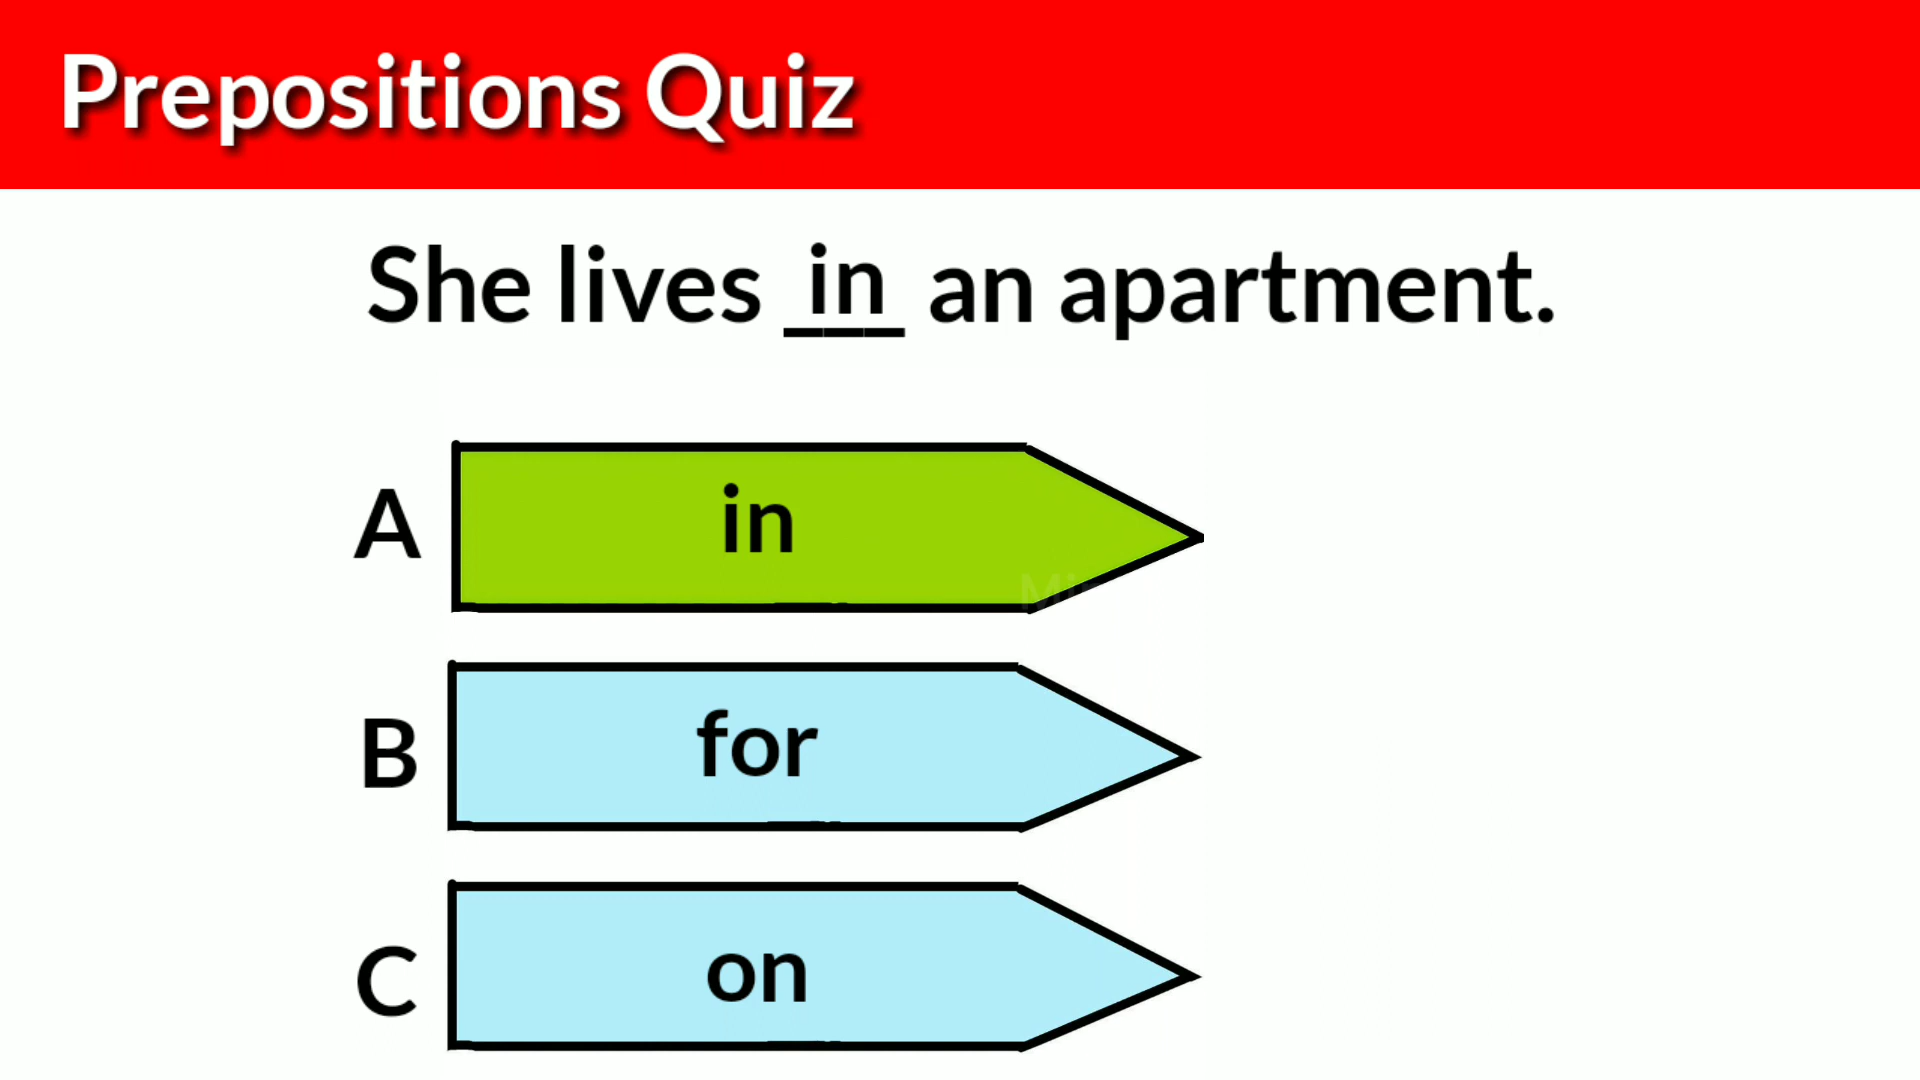 Prepositions Quiz
She lives in an apartment.
A in
B for
C on